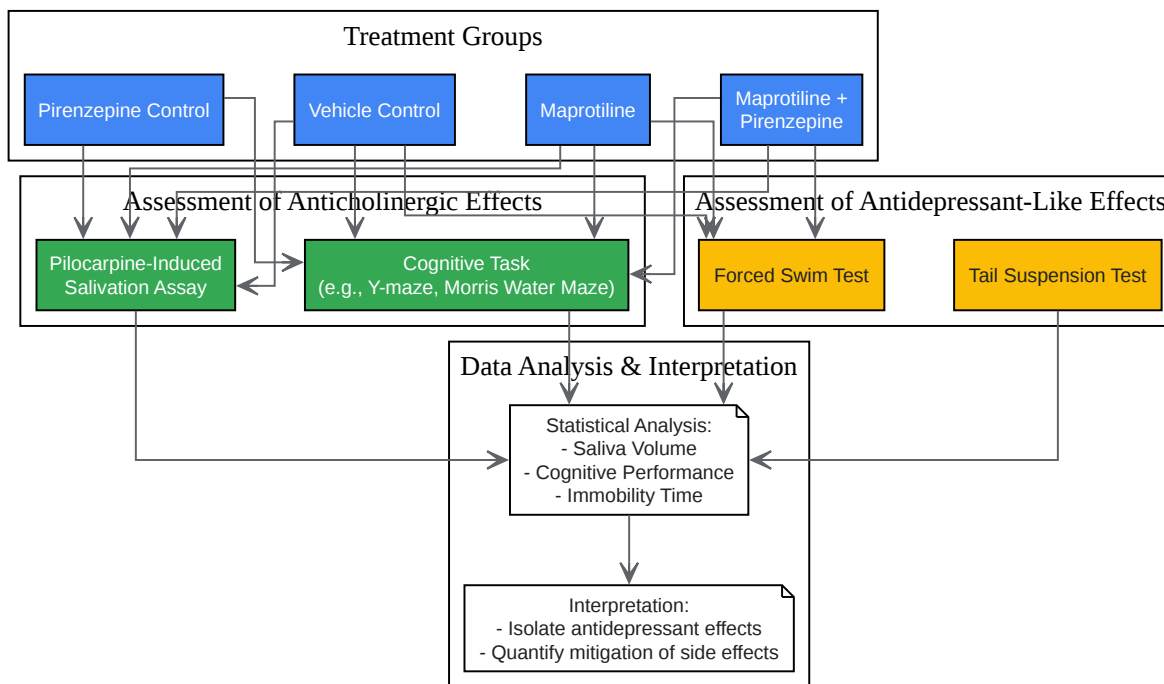 Treatment Groups
Pirenzepine Control
Vehicle Control
Maprotiline
Maprotiline +
Pirenzepine
Assessment of Anticholinergic Effects
Assessment of Antidepressant-Like Effects
Pilocarpine-Induced
Salivation Assay
Cognitive Task
(e.g., Y-maze, Morris Water Maze)
Forced Swim Test
Tail Suspension Test
Data Analysis & Interpretation
Statistical Analysis:
- Saliva Volume
- Cognitive Performance
- Immobility Time
Interpretation:
- Isolate antidepressant effects
- Quantify mitigation of side effects